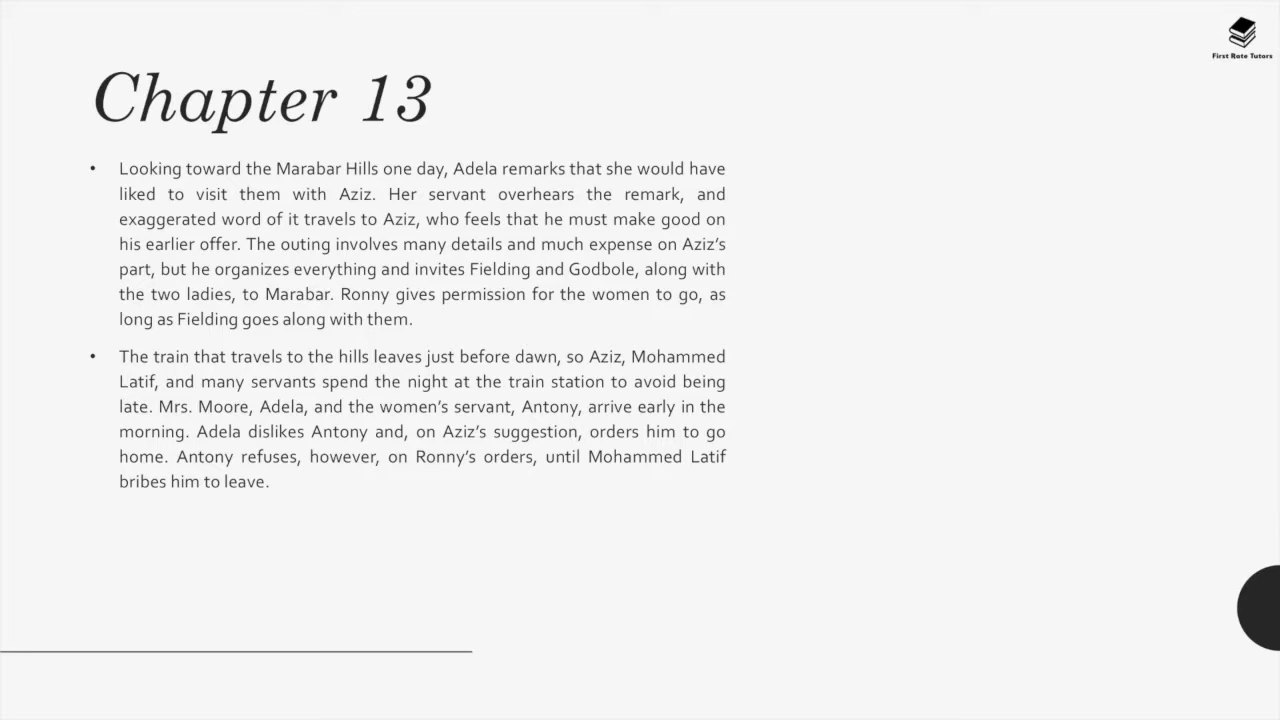 First Rate Tutors
Chapter 13
• Looking toward the Marabar Hills one day, Adela remarks that she would have
liked to visit them with Aziz. Her servant overhears the remark, and
exaggerated word of it travels to Aziz, who feels that he must make good on
his earlier offer. The outing involves many details and much expense on Aziz’s
part, but he organizes everything and invites Fielding and Godbole, along with
the two ladies, to Marabar. Ronny gives permission for the women to go, as
long as Fielding goes along with them.
• The train that travels to the hills leaves just before dawn, so Aziz, Mohammed
Latif, and many servants spend the night at the train station to avoid being
late. Mrs. Moore, Adela, and the women’s servant, Antony, arrive early in the
morning. Adela dislikes Antony and, on Aziz’s suggestion, orders him to go
home. Antony refuses, however, on Ronny’s orders, until Mohammed Latif
bribes him to leave.